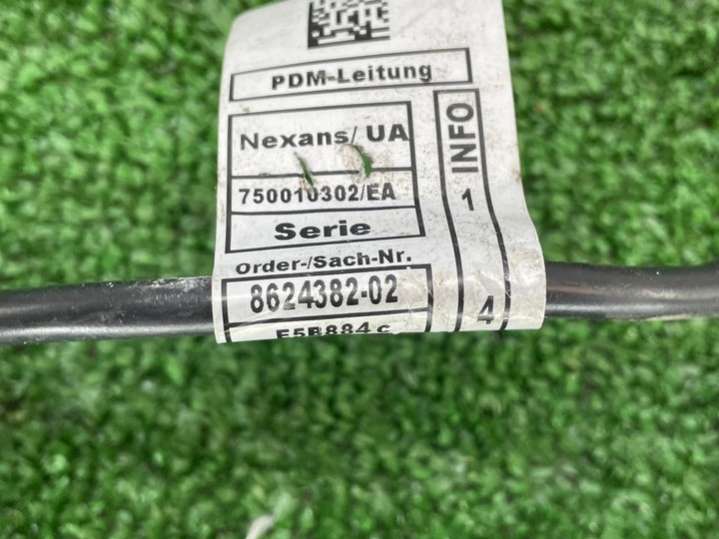 PDM-Leitung
Nexans/ UA
750010302/EA
Serie
Order-/Sach-Nr.
8624382-02
E5B884 c
INFO
1
4